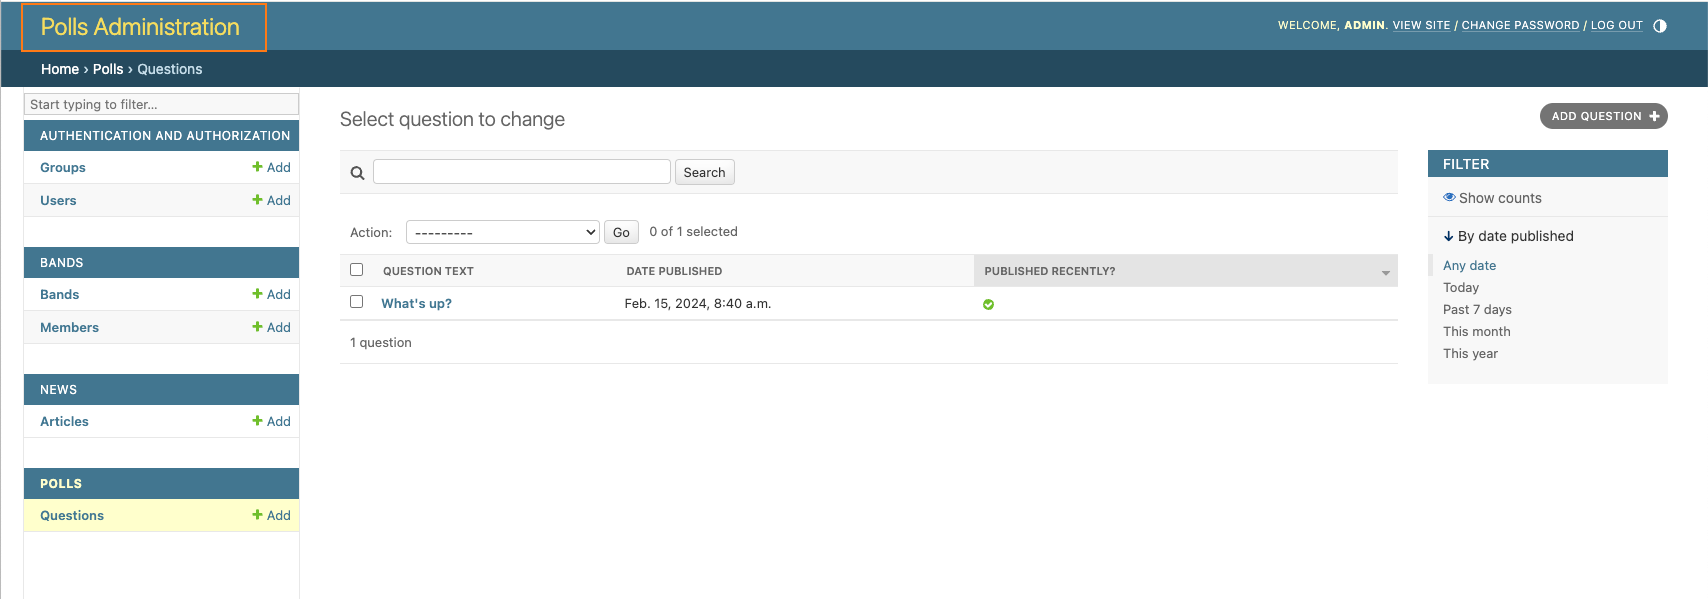 Polls Administration
WELCOME, ADMIN. VIEW SITE / CHANGE PASSWORD / LOG OUT
Home › Polls › Questions
Start typing to filter...
AUTHENTICATION AND AUTHORIZATION
Groups + Add
Users + Add
BANDS
Bands + Add
Members + Add
NEWS
Articles + Add
POLLS
Questions + Add
Select question to change
ADD QUESTION +
Search
Action: --------- Go 0 of 1 selected
QUESTION TEXT DATE PUBLISHED PUBLISHED RECENTLY?
What's up? Feb. 15, 2024, 8:40 a.m.
1 question
FILTER
Show counts
↓ By date published
Any date
Today
Past 7 days
This month
This year